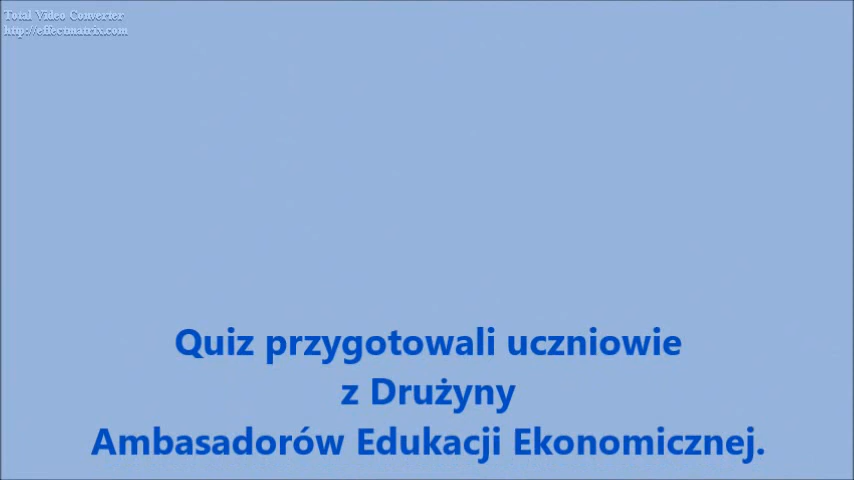 Total Video Converter
http://effectmatrix.com
Quiz przygotowali uczniowie
z Drużyny
Ambasadorów Edukacji Ekonomicznej.